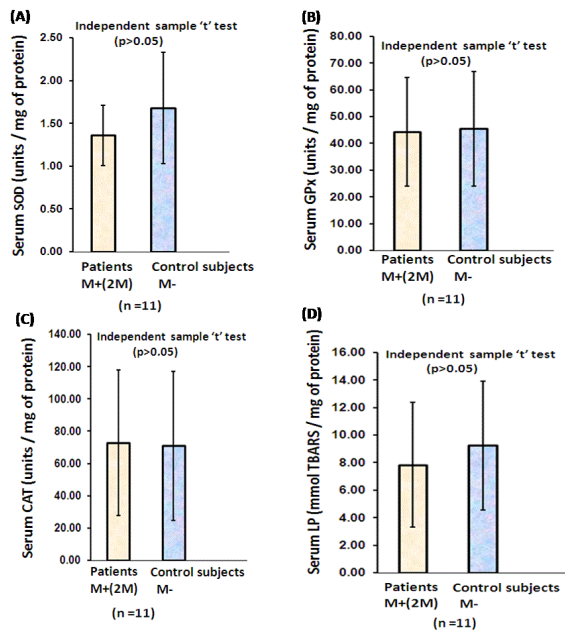 (A)
Independent sample ‘t’ test
(p>0.05)
Serum SOD (units / mg of protein)
2.50
2.00
1.50
1.00
0.50
0.00
Patients Control subjects
M+(2M) M-
(n =11)
(B)
Independent sample ‘t’ test
(p>0.05)
Serum GPx (units / mg of protein)
80.00
70.00
60.00
50.00
40.00
30.00
20.00
10.00
0.00
Patients Control subjects
M+(2M) M-
(n =11)
(C)
Independent sample ‘t’ test
(p>0.05)
Serum CAT (units / mg of protein)
140.00
120.00
100.00
80.00
60.00
40.00
20.00
0.00
Patients Control subjects
M+(2M) M-
(n =11)
(D)
Independent sample ‘t’ test
(p>0.05)
Serum LP (mmol TBARS / mg of protein)
16.00
14.00
12.00
10.00
8.00
6.00
4.00
2.00
0.00
Patients Control subjects
M+(2M) M-
(n =11)